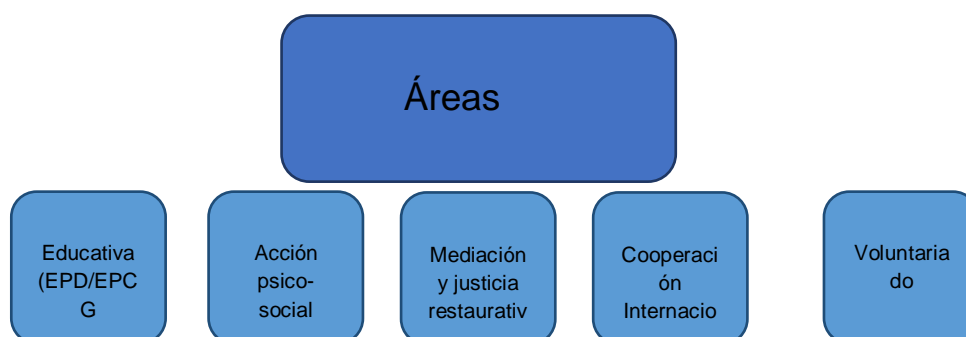 Áreas
Educativa
(EPD/EPC
G
Acción
psico-
social
Mediación
y justicia
restaurativ
Cooperaci
ón
Internacio
Voluntaria
do